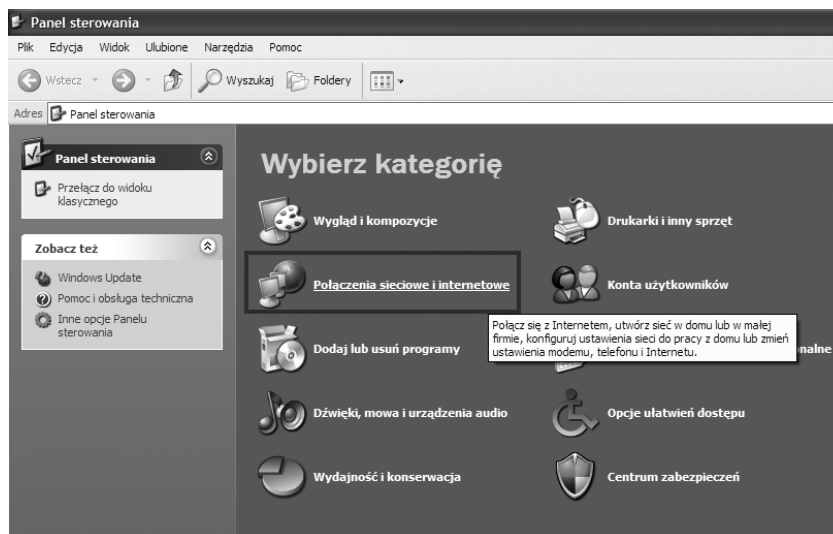 Panel sterowania
Plik Edycja Widok Ulubione Narzędzia Pomoc
Wstecz Wyszukaj Foldery
Adres Panel sterowania
Panel sterowania
Przełącz do widoku
klasycznego
Zobacz też
Windows Update
Pomoc i obsługa techniczna
Inne opcje Panelu
sterowania
Wybierz kategorię
Wygląd i kompozycje
Drukarki i inny sprzęt
Połączenia sieciowe i internetowe
Konta użytkowników
Połącz się z Internetem, utwórz sieć w domu lub w małej
firmie, konfiguruj ustawienia sieci do pracy z domu lub zmień
ustawienia modemu, telefonu i Internetu.
Dodaj lub usuń programy
nalne
Dźwięki, mowa i urządzenia audio
Opcje ułatwień dostępu
Wydajność i konserwacja
Centrum zabezpieczeń